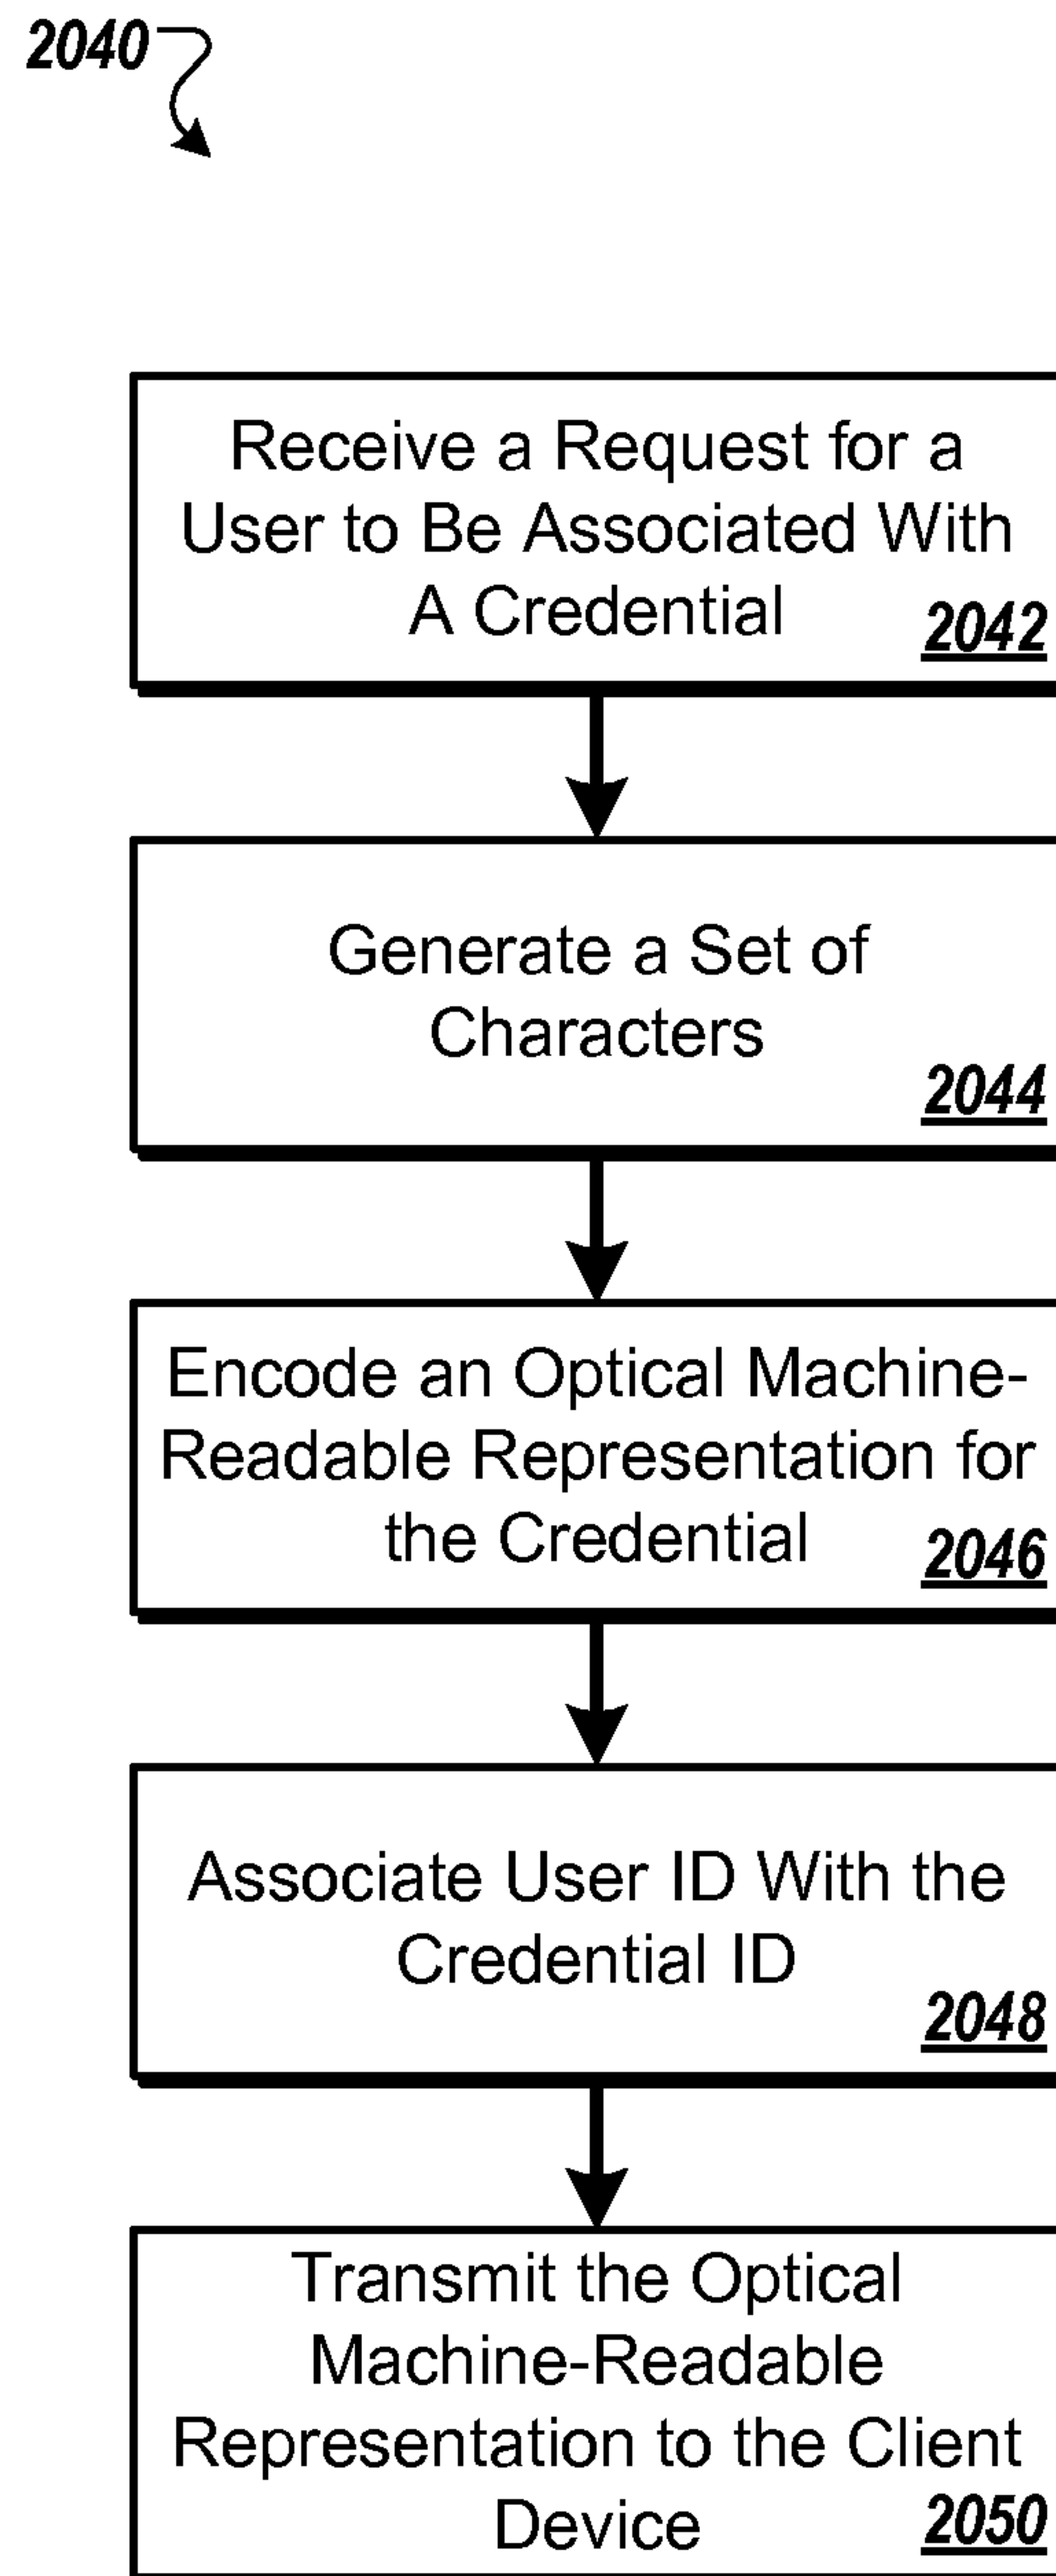 2040
Receive a Request for a
User to Be Associated With
A Credential
2042
Generate a Set of
Characters
2044
Encode an Optical Machine-
Readable Representation for
the Credential
2046
Associate User ID With the
Credential ID
2048
Transmit the Optical
Machine-Readable
Representation to the Client
Device
2050